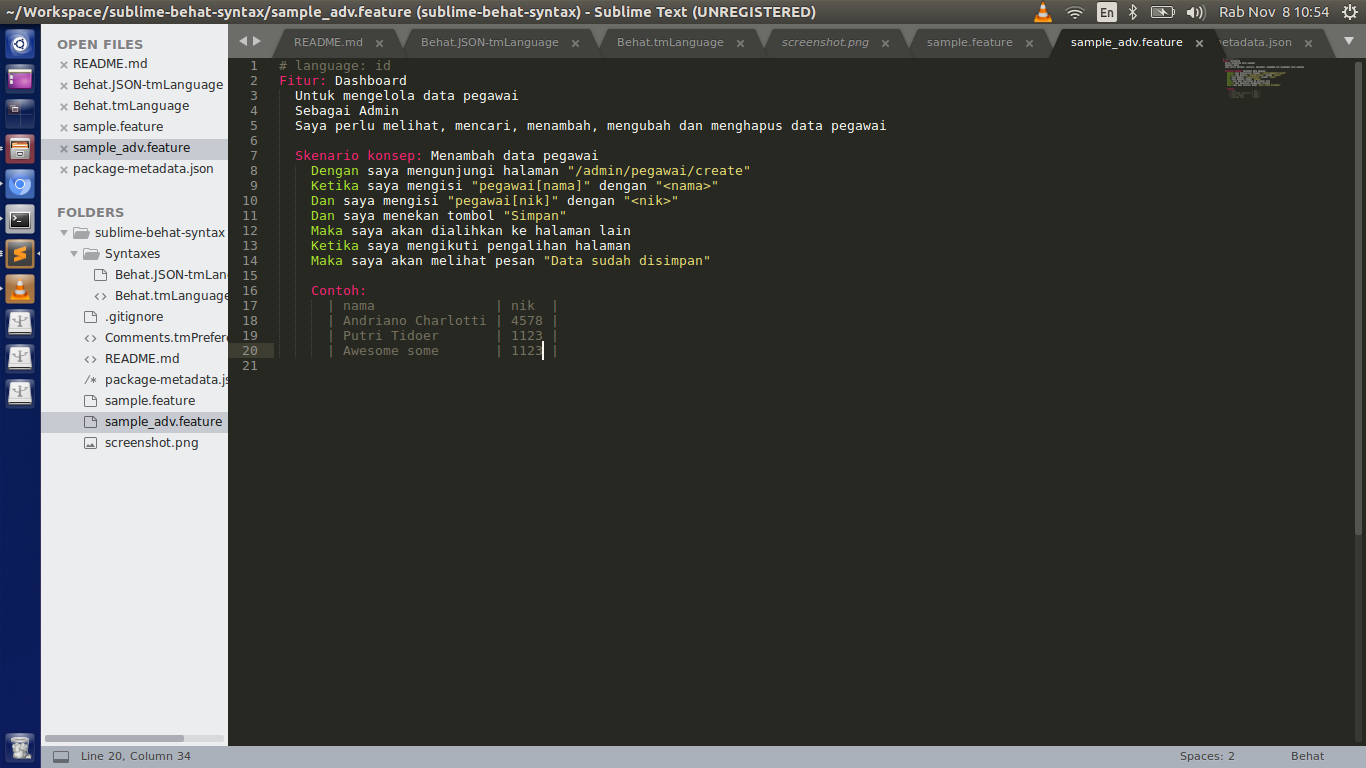 ~/Workspace/sublime-behat-syntax/sample_adv.feature (sublime-behat-syntax) - Sublime Text (UNREGISTERED)
En
Rab Nov 8 10:54
OPEN FILES
README.md
Behat.JSON-tmLanguage
Behat.tmLanguage
sample.feature
sample_adv.feature
package-metadata.json
FOLDERS
sublime-behat-syntax
Syntaxes
Behat.JSON-tmLan
Behat.tmLanguage
.gitignore
Comments.tmPrefer
README.md
package-metadata.js
sample.feature
sample_adv.feature
screenshot.png
README.md
Behat.JSON-tmLanguage
Behat.tmLanguage
screenshot.png
sample.feature
sample_adv.feature
etadata.json
1 # language: id
2 Fitur: Dashboard
3 Untuk mengelola data pegawai
4 Sebagai Admin
5 Saya perlu melihat, mencari, menambah, mengubah dan menghapus data pegawai
6
7 Skenario konsep: Menambah data pegawai
8 Dengan saya mengunjungi halaman "/admin/pegawai/create"
9 Ketika saya mengisi "pegawai[nama]" dengan "<nama>"
10 Dan saya mengisi "pegawai[nik]" dengan "<nik>"
11 Dan saya menekan tombol "Simpan"
12 Maka saya akan dialihkan ke halaman lain
13 Ketika saya mengikuti pengalihan halaman
14 Maka saya akan melihat pesan "Data sudah disimpan"
15
16 Contoh:
17 | nama | nik |
18 | Andriano Charlotti | 4578 |
19 | Putri Tidoer | 1123 |
20 | Awesome some | 1123 |
21
Line 20, Column 34
Spaces: 2
Behat